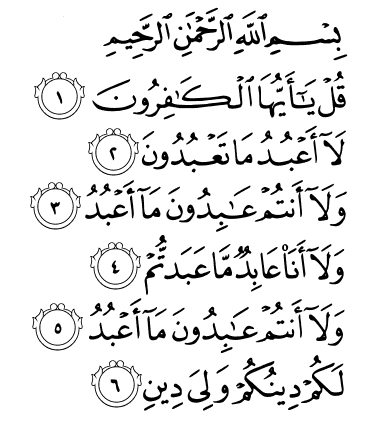 بِسْمِ ٱللَّهِ ٱلرَّحْمَٰنِ ٱلرَّحِيمِ
قُلْ يَٰٓأَيُّهَا ٱلْكَٰفِرُونَ ١
لَآ أَعْبُدُ مَا تَعْبُدُونَ ٢
وَلَآ أَنتُمْ عَٰبِدُونَ مَآ أَعْبُدُ ٣
وَلَآ أَنَا۠ عَابِدٌ مَّا عَبَدتُّمْ ٤
وَلَآ أَنتُمْ عَٰبِدُونَ مَآ أَعْبُدُ ٥
لَكُمْ دِينُكُمْ وَلِىَ دِينِ ٦